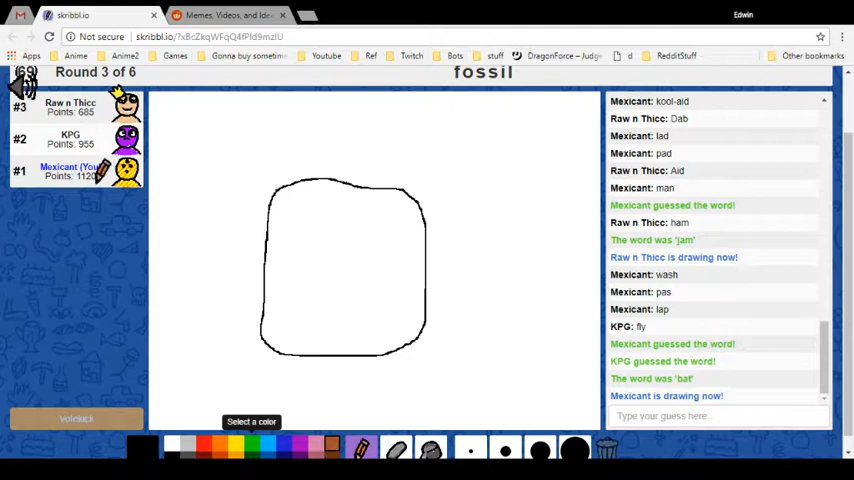 skribbl.io
Memes, Videos, and Ide
Edwin
Not secure
skribbl.io/?xBcZkqWFqQ4fPId9mzIU
Apps
Anime
Anime2
Games
Gonna buy sometime
Youtube
Ref
Twitch
Bots
stuff
DragonForce – Judge
d
RedditStuff
Other bookmarks
69
Round 3 of 6
fossil
#3
Raw n Thicc
Points: 685
#2
KPG
Points: 955
#1
Mexicant (You
Points: 1120
Votekick
Select a color
Mexicant: kool-aid
Raw n Thicc: Dab
Mexicant: lad
Mexicant: pad
Raw n Thicc: Aid
Mexicant: man
Mexicant guessed the word!
Raw n Thicc: ham
The word was 'jam'
Raw n Thicc is drawing now!
Mexicant: wash
Mexicant: pas
Mexicant: lap
KPG: fly
Mexicant guessed the word!
KPG guessed the word!
The word was 'bat'
Mexicant is drawing now!
Type your guess here...